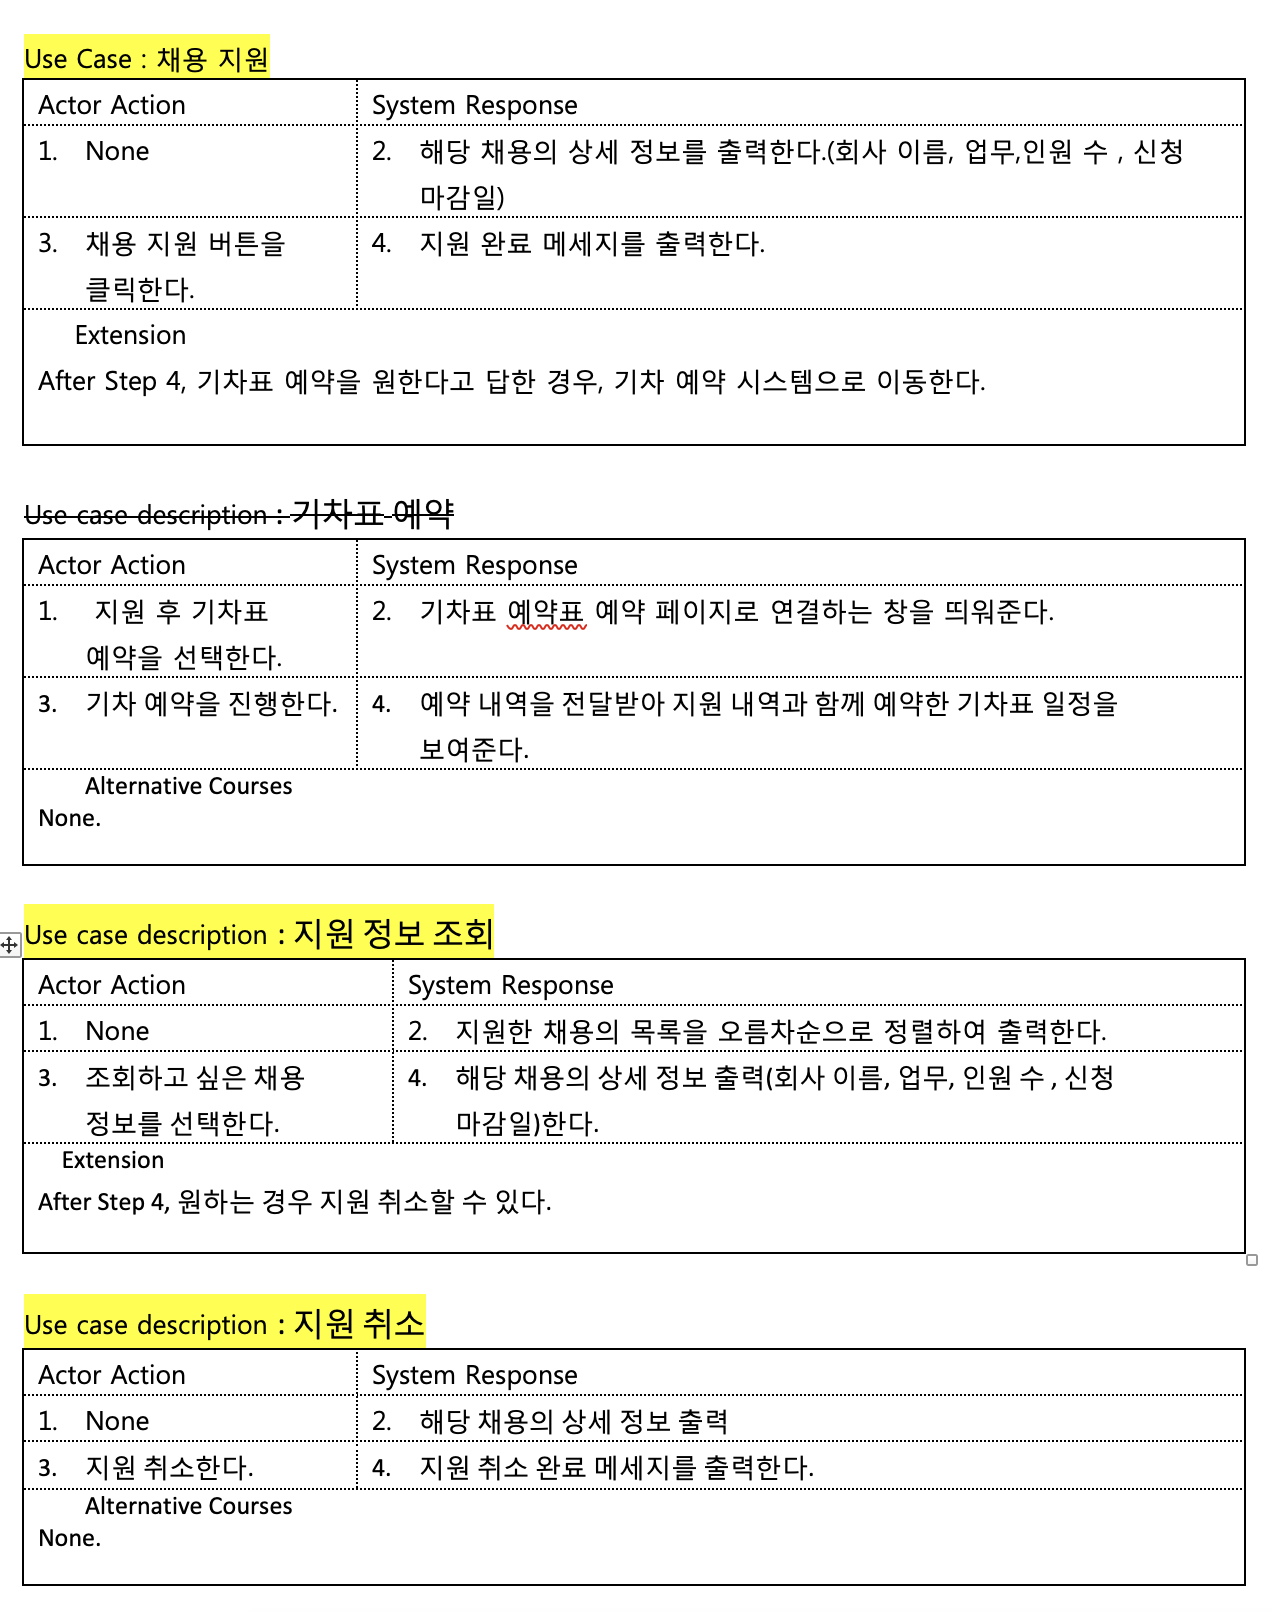 Use Case : 채용 지원
Actor Action
System Response
1. None
2. 해당 채용의 상세 정보를 출력한다.(회사 이름, 업무,인원 수 , 신청
마감일)
3. 채용 지원 버튼을
클릭한다.
4. 지원 완료 메세지를 출력한다.
Extension
After Step 4, 기차표 예약을 원한다고 답한 경우, 기차 예약 시스템으로 이동한다.
Use case description : 기차표 예약
Actor Action
System Response
1. 지원 후 기차표
예약을 선택한다.
2. 기차표 예약표 예약 페이지로 연결하는 창을 띄워준다.
3. 기차 예약을 진행한다.
4. 예약 내역을 전달받아 지원 내역과 함께 예약한 기차표 일정을
보여준다.
Alternative Courses
None.
Use case description : 지원 정보 조회
Actor Action
System Response
1. None
2. 지원한 채용의 목록을 오름차순으로 정렬하여 출력한다.
3. 조회하고 싶은 채용
정보를 선택한다.
4. 해당 채용의 상세 정보 출력(회사 이름, 업무, 인원 수 , 신청
마감일)한다.
Extension
After Step 4, 원하는 경우 지원 취소할 수 있다.
Use case description : 지원 취소
Actor Action
System Response
1. None
2. 해당 채용의 상세 정보 출력
3. 지원 취소한다.
4. 지원 취소 완료 메세지를 출력한다.
Alternative Courses
None.